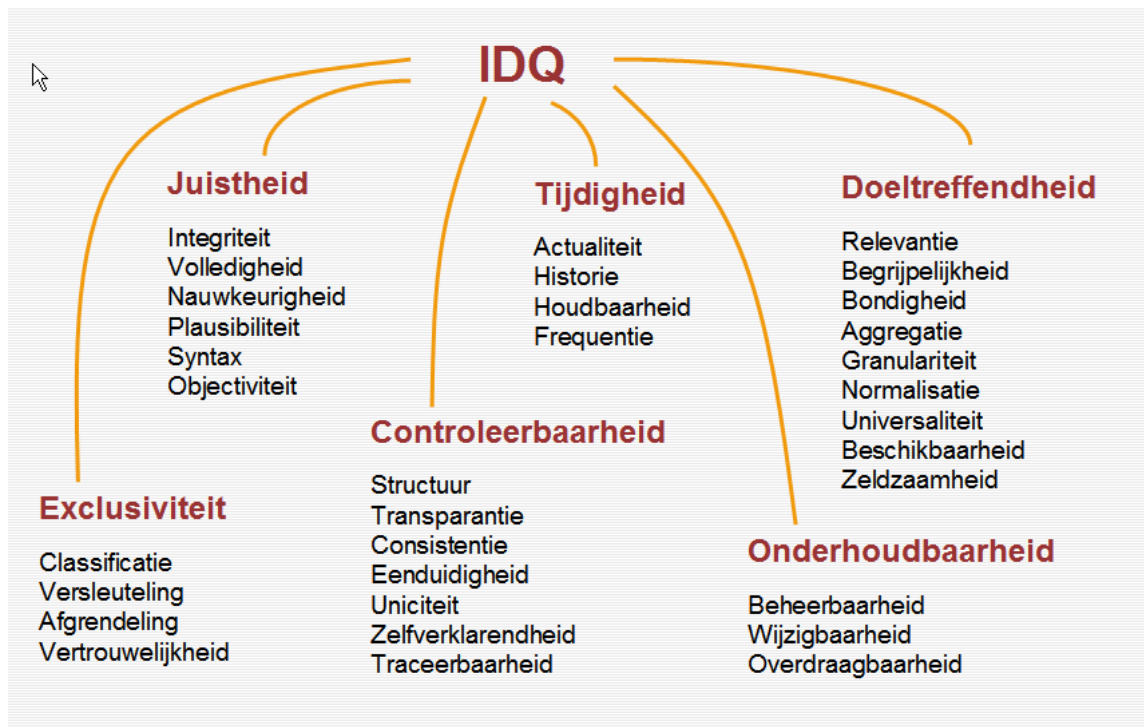 IDQ
Juistheid
Integriteit
Volledigheid
Nauwkeurigheid
Plausibiliteit
Syntax
Objectiviteit
Tijdigheid
Actualiteit
Historie
Houdbaarheid
Frequentie
Doeltreffendheid
Relevantie
Begrijpelijkheid
Bondigheid
Aggregatie
Granulariteit
Normalisatie
Universaliteit
Beschikbaarheid
Zeldzaamheid
Exclusiviteit
Classificatie
Versleuteling
Afgrendeling
Vertrouwelijkheid
Controleerbaarheid
Structuur
Transparantie
Consistentie
Eenduidigheid
Uniciteit
Zelfverklarendheid
Traceerbaarheid
Onderhoudbaarheid
Beheerbaarheid
Wijzigbaarheid
Overdraagbaarheid